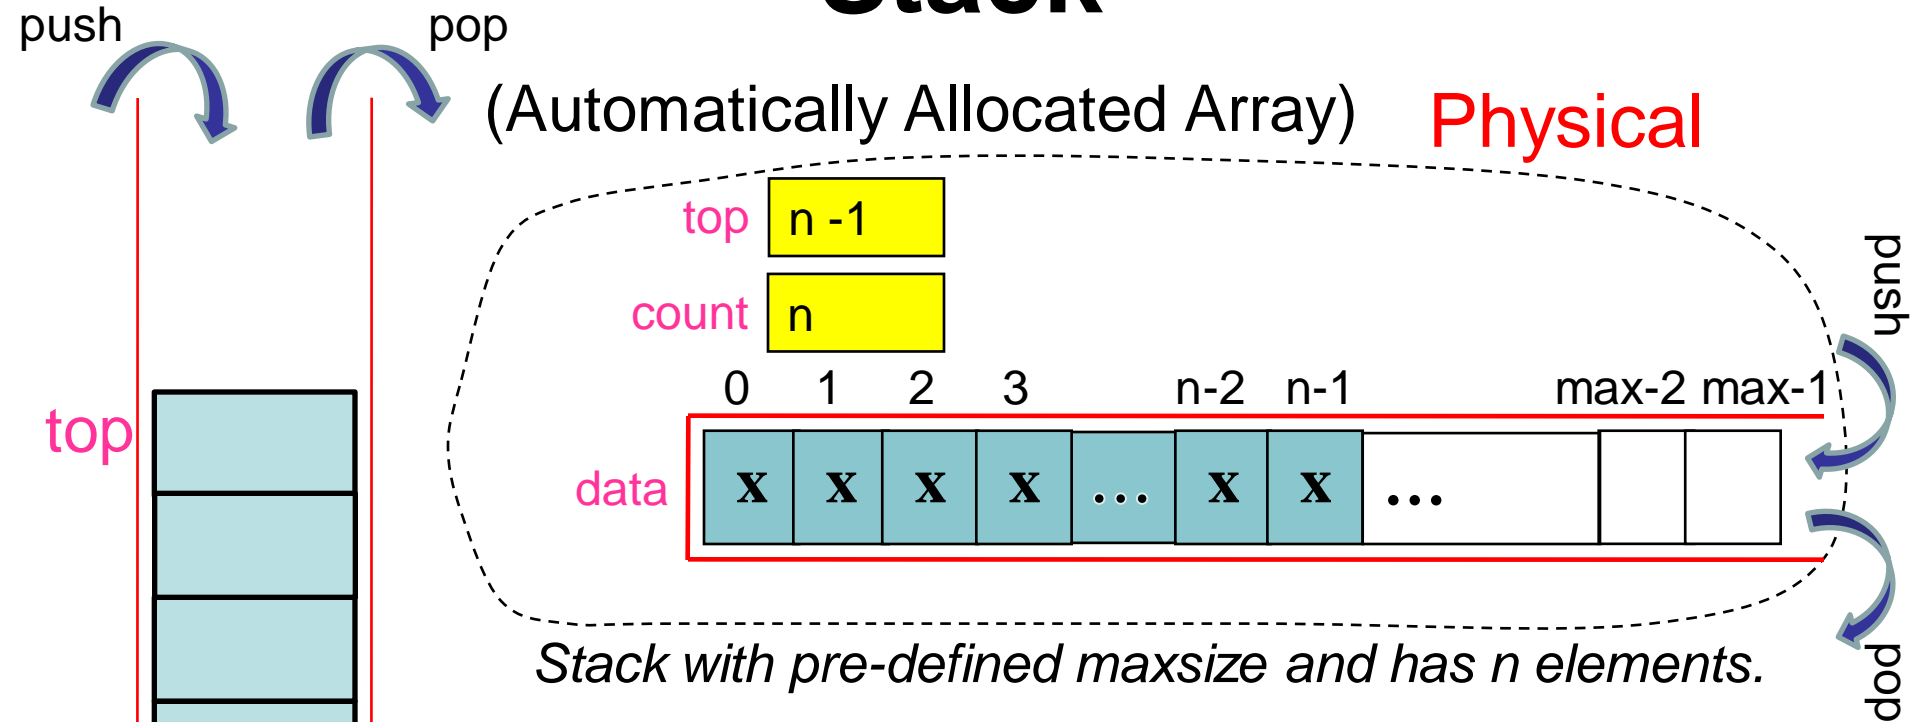 Stack
push
pop
(Automatically Allocated Array)
Physical
top
n -1
count
n
push
0 1 2 3 n-2 n-1 max-2 max-1
top
data
x x x x ... x x ...
Stack with pre-defined maxsize and has n elements.
pop